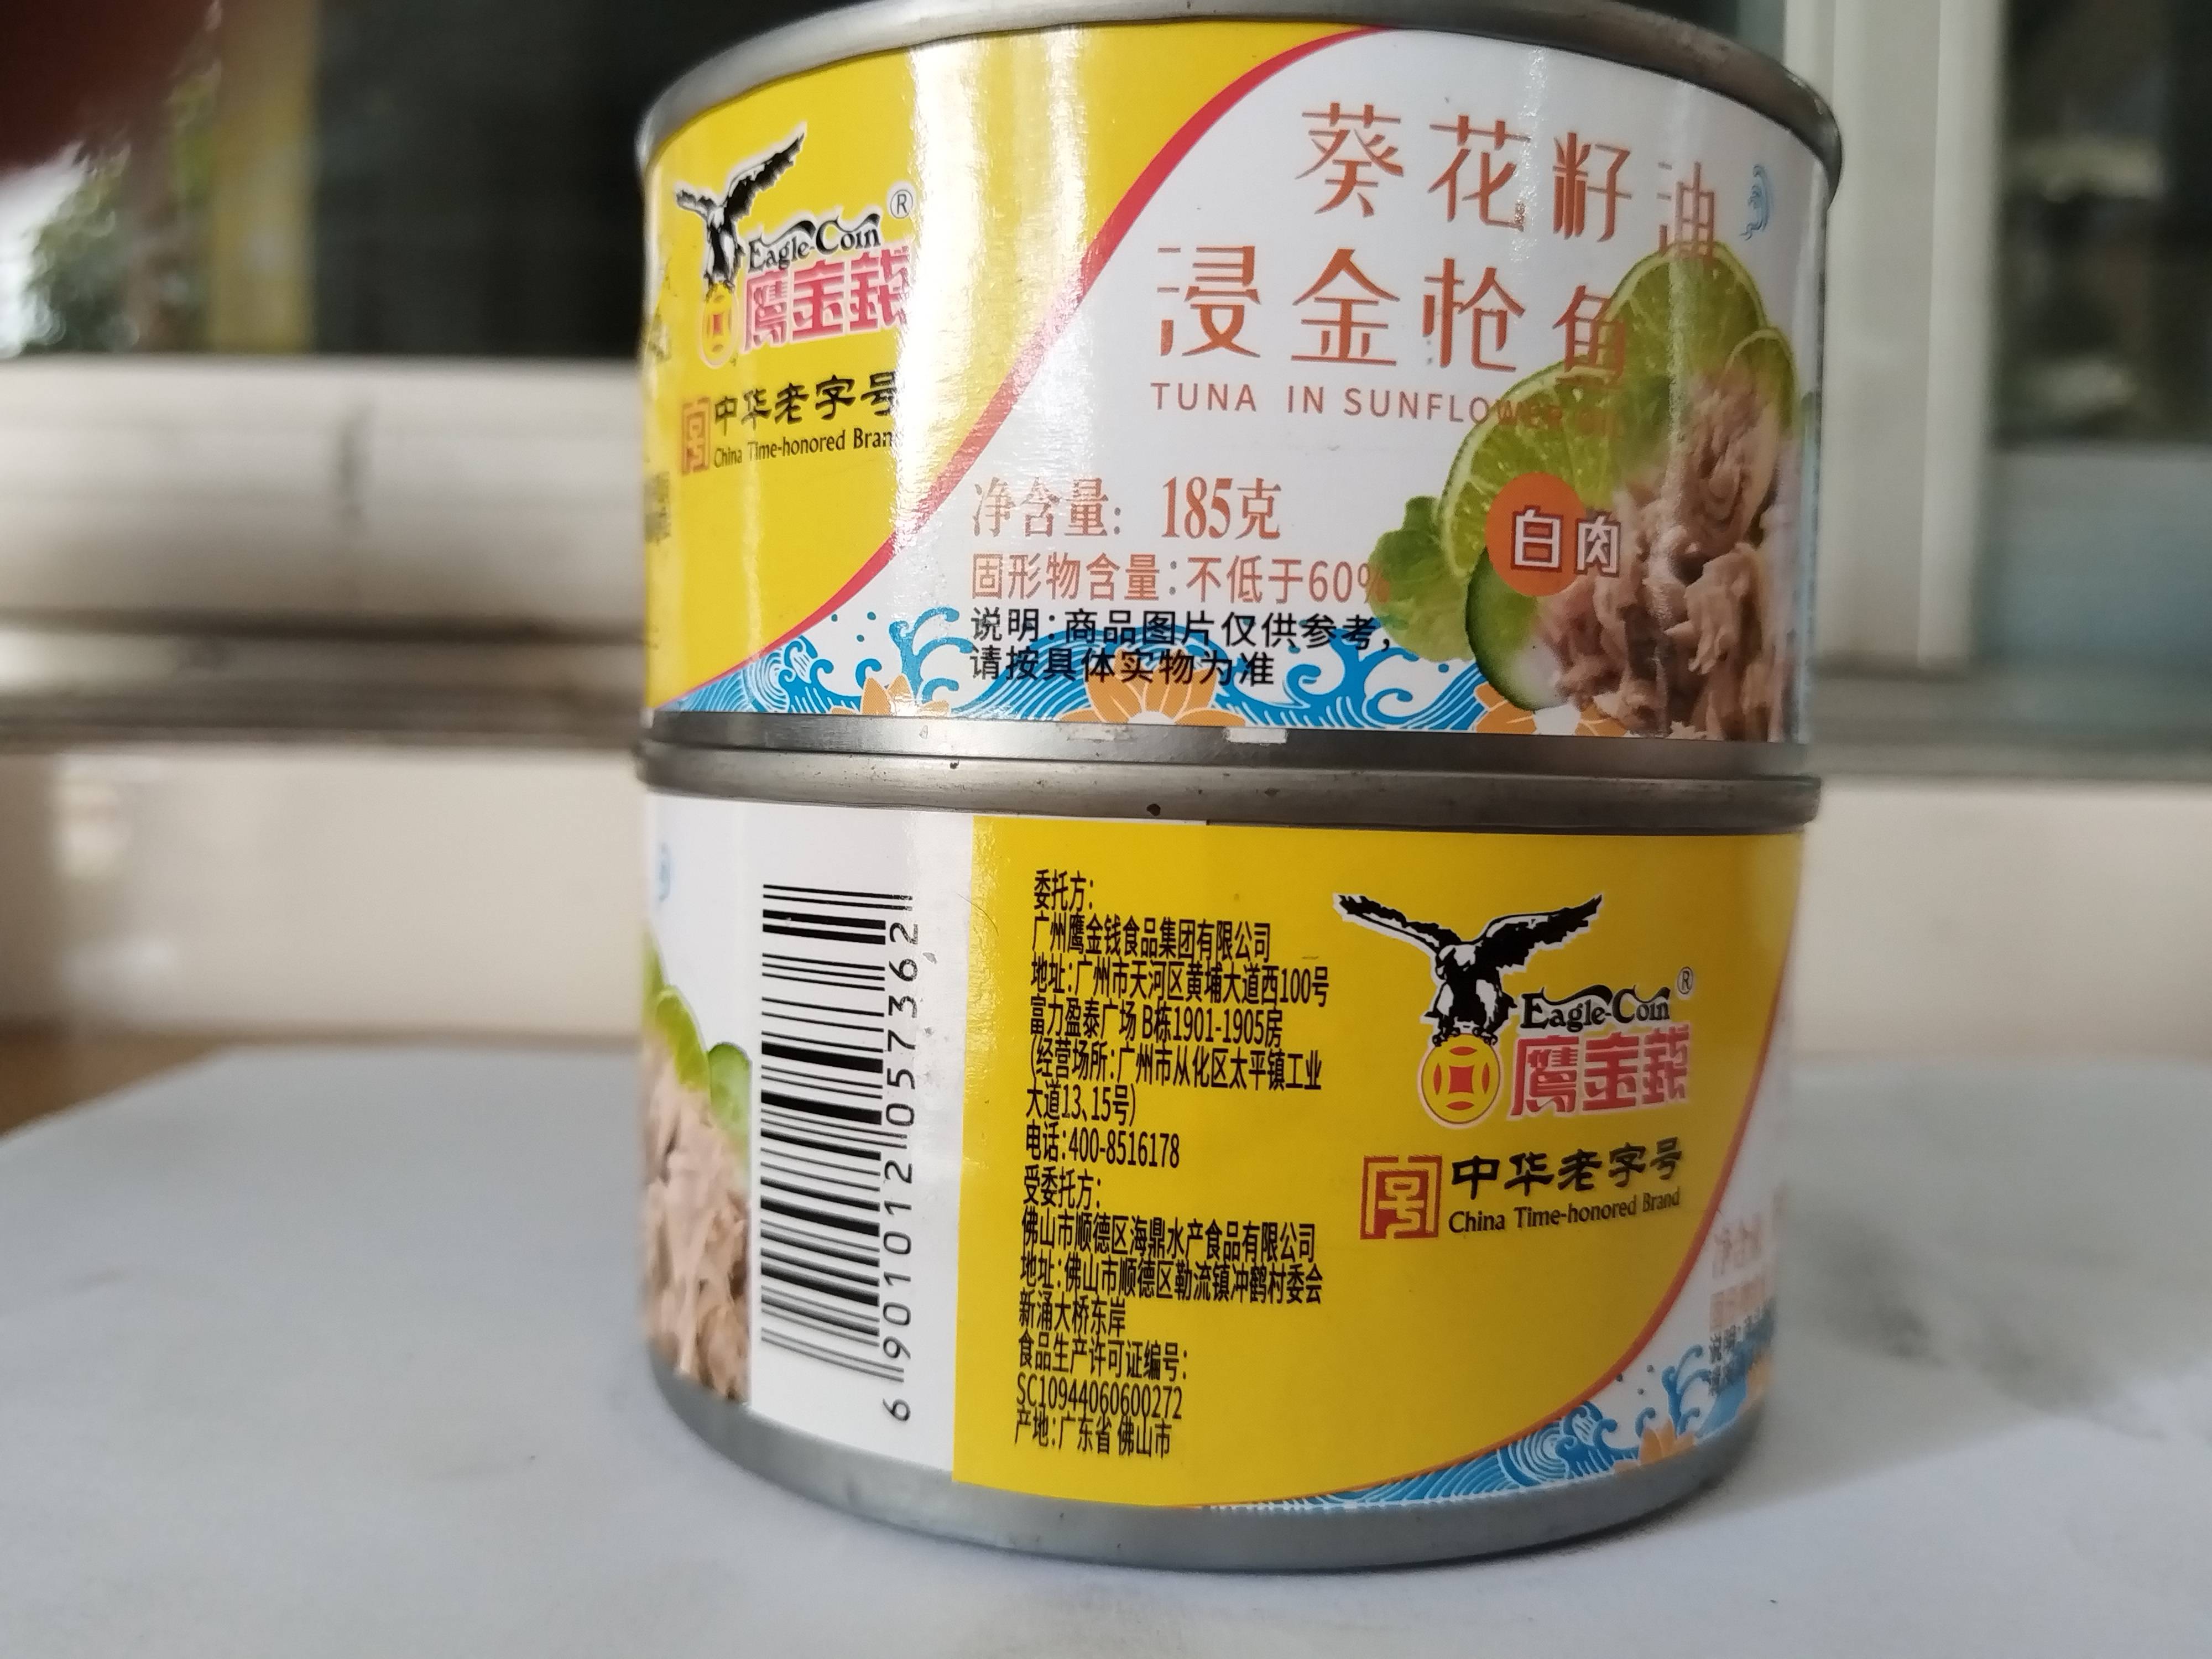 Eagle-Coin®
鷹金錢
中华老字号
China Time-honored Brand
葵花籽油
浸金枪鱼
TUNA IN SUNFLOWER OIL
净含量: 185克
固形物含量:不低于60%
白肉
说明:商品图片仅供参考,
请按具体实物为准
6 901012 057362
委托方:
广州鹰金钱食品集团有限公司
地址:广州市天河区黄埔大道西100号
富力盈泰广场 B栋1901-1905房
(经营场所:广州市从化区太平镇工业
大道13、15号)
电话:400-8516178
受委托方:
佛山市顺德区海鼎水产食品有限公司
地址:佛山市顺德区勒流镇冲鹤村委会
新涌大桥东岸
食品生产许可证编号:
SC10944060600272
产地:广东省 佛山市
Eagle-Coin®
鷹金錢
中华老字号
China Time-honored Brand